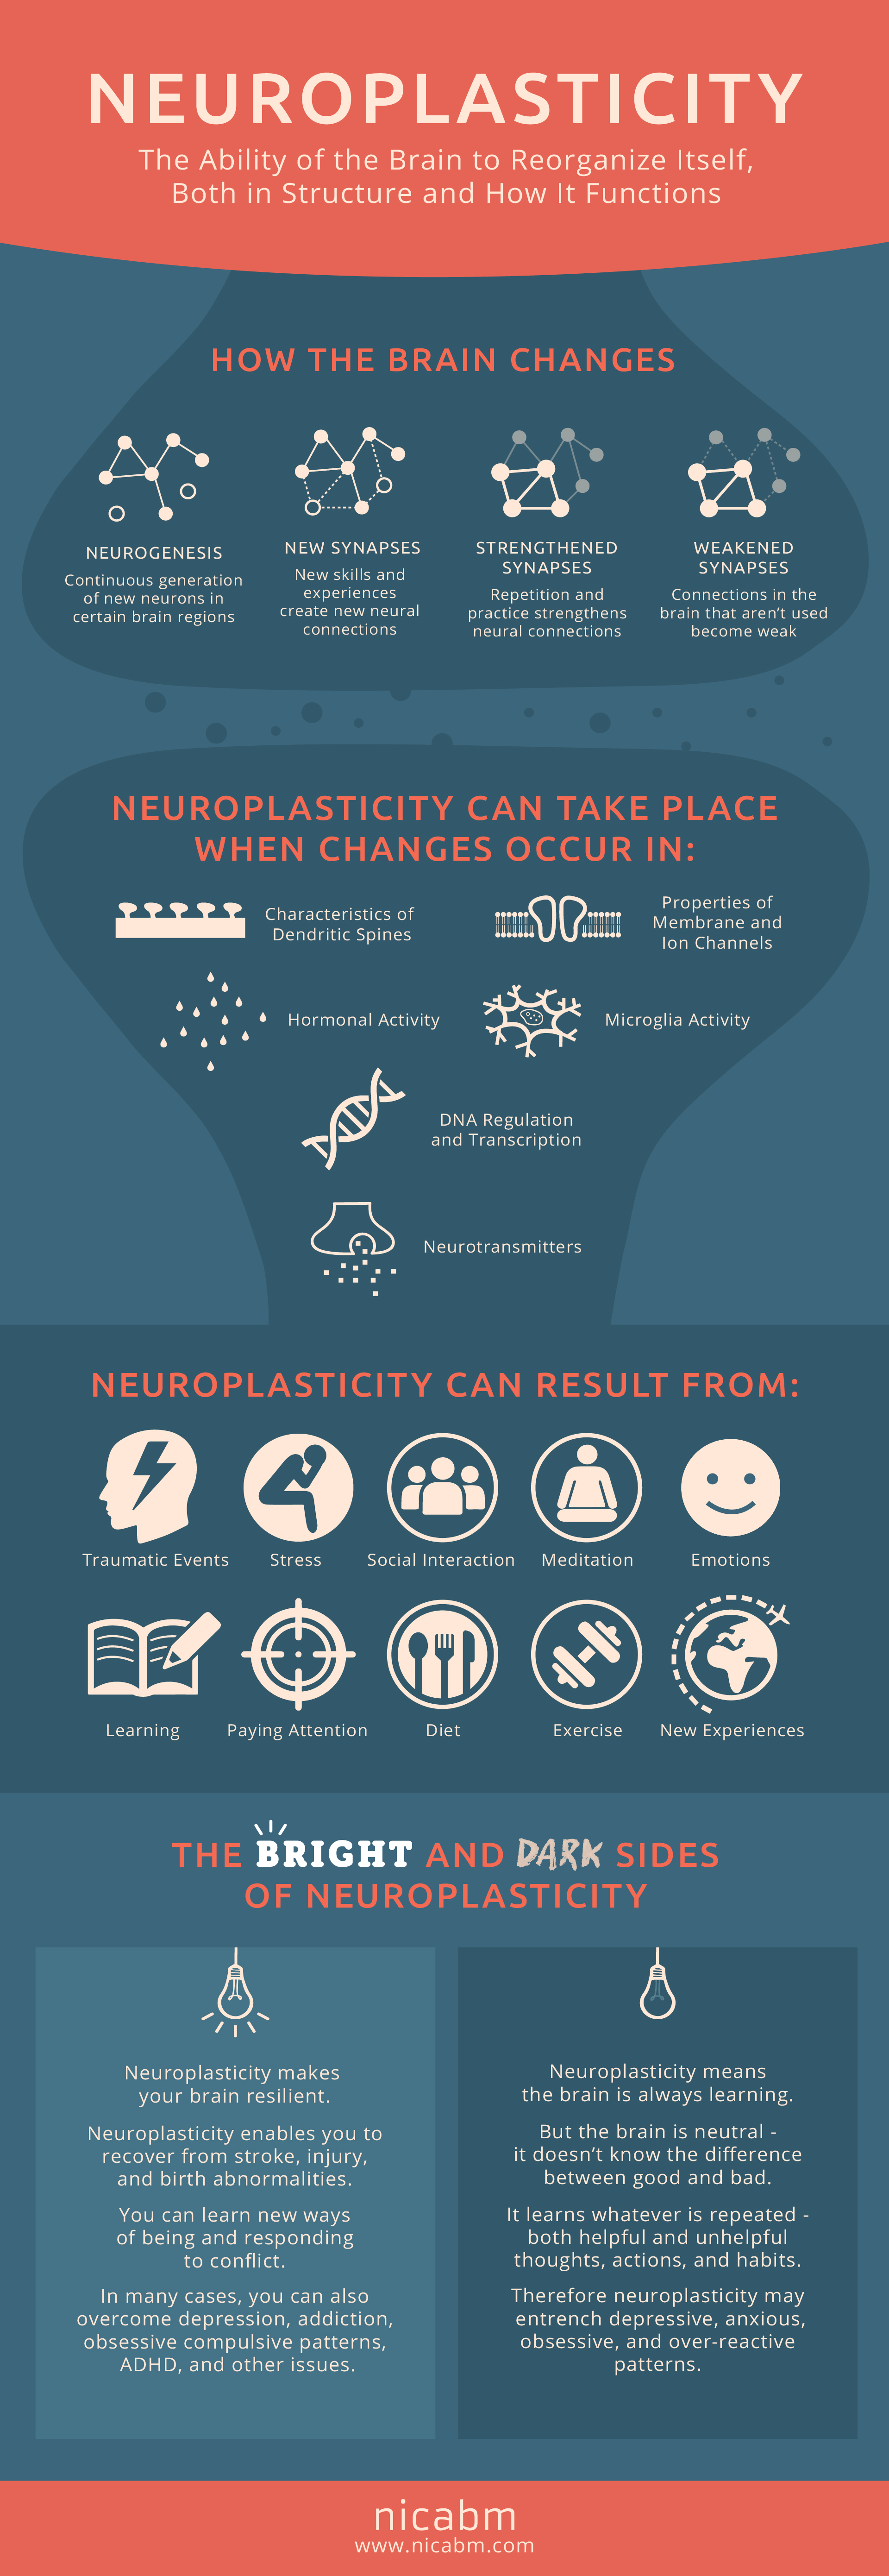 NEUROPLASTICITY
The Ability of the Brain to Reorganize Itself,
Both in Structure and How It Functions
HOW THE BRAIN CHANGES
NEUROGENESIS
Continuous generation
of new neurons in
certain brain regions
NEW SYNAPSES
New skills and
experiences
create new neural
connections
STRENGTHENED
SYNAPSES
Repetition and
practice strengthens
neural connections
WEAKENED
SYNAPSES
Connections in the
brain that aren't used
become weak
NEUROPLASTICITY CAN TAKE PLACE
WHEN CHANGES OCCUR IN:
Characteristics of
Dendritic Spines
Properties of
Membrane and
Ion Channels
Hormonal Activity
Microglia Activity
DNA Regulation
and Transcription
Neurotransmitters
NEUROPLASTICITY CAN RESULT FROM:
Traumatic Events
Stress
Social Interaction
Meditation
Emotions
Learning
Paying Attention
Diet
Exercise
New Experiences
THE BRIGHT AND DARK SIDES
OF NEUROPLASTICITY
Neuroplasticity makes
your brain resilient.
Neuroplasticity enables you to
recover from stroke, injury,
and birth abnormalities.
You can learn new ways
of being and responding
to conflict.
In many cases, you can also
overcome depression, addiction,
obsessive compulsive patterns,
ADHD, and other issues.
Neuroplasticity means
the brain is always learning.
But the brain is neutral -
it doesn't know the difference
between good and bad.
It learns whatever is repeated -
both helpful and unhelpful
thoughts, actions, and habits.
Therefore neuroplasticity may
entrench depressive, anxious,
obsessive, and over-reactive
patterns.
nicabm
www.nicabm.com